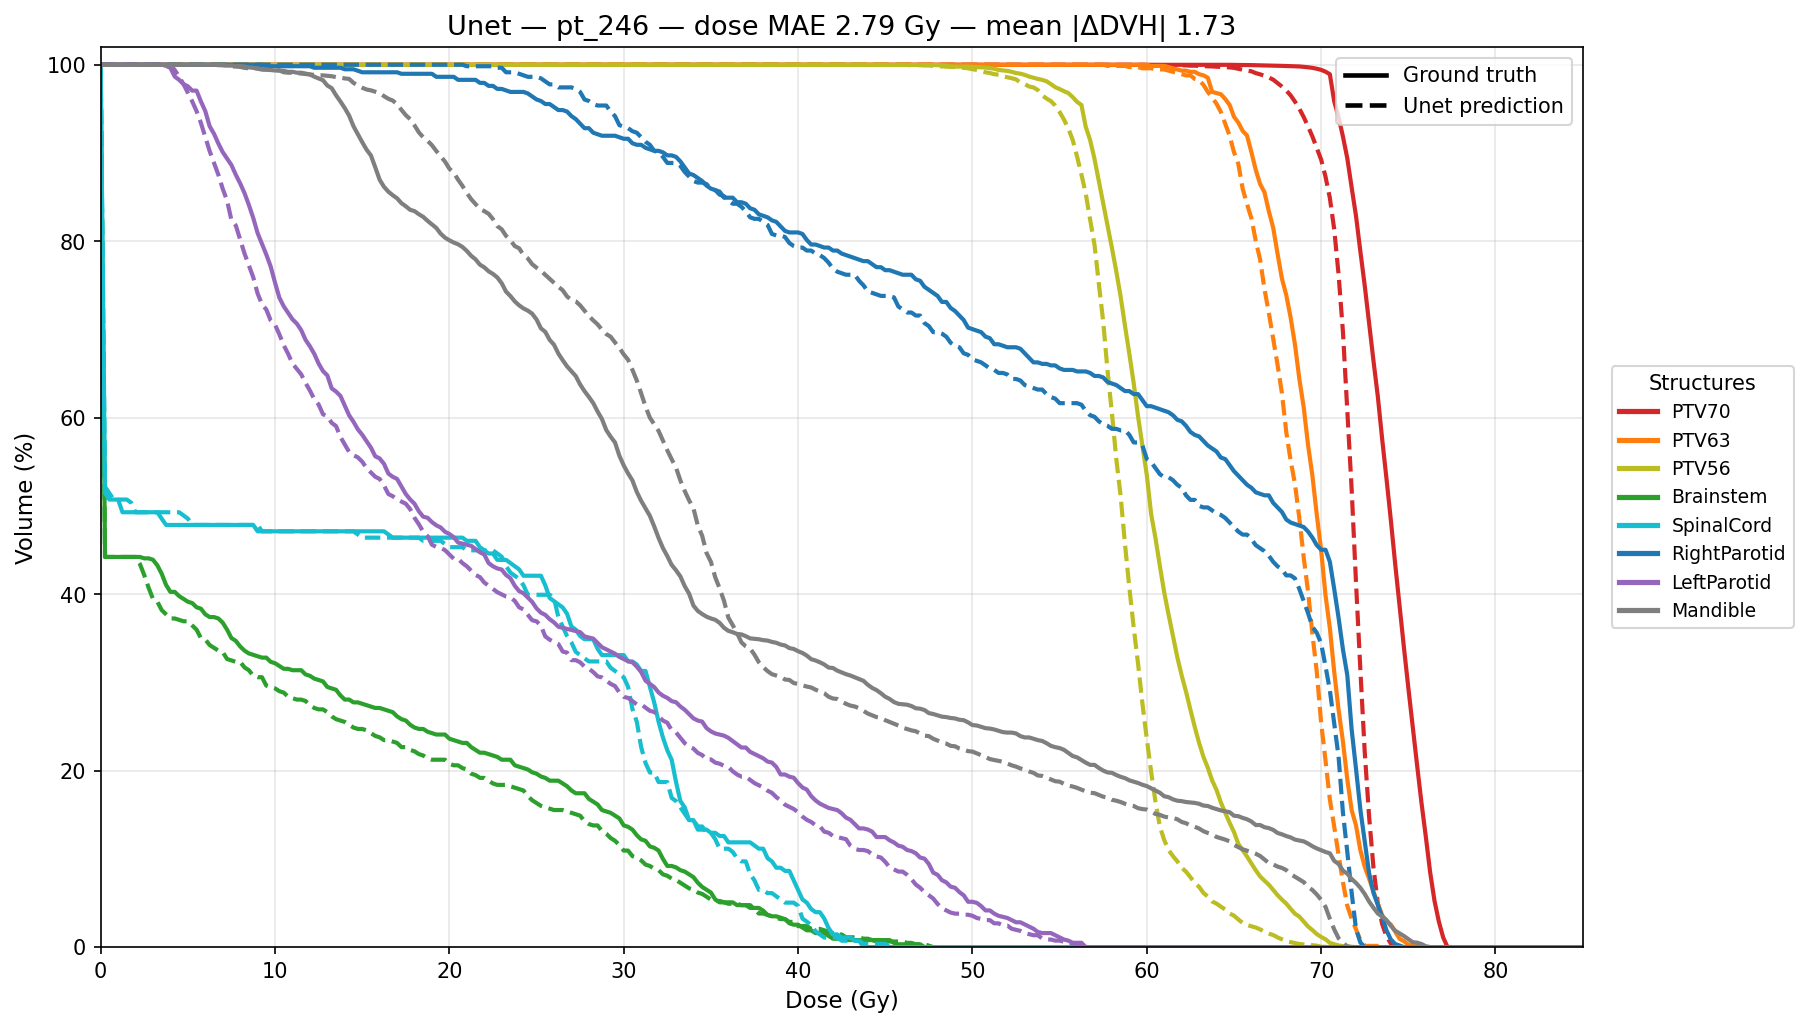 Unet — pt_246 — dose MAE 2.79 Gy — mean |ΔDVH| 1.73
Ground truth
Unet prediction
Volume (%)
100
80
60
40
20
0
0 10 20 30 40 50 60 70 80
Dose (Gy)
Structures
PTV70
PTV63
PTV56
Brainstem
SpinalCord
RightParotid
LeftParotid
Mandible